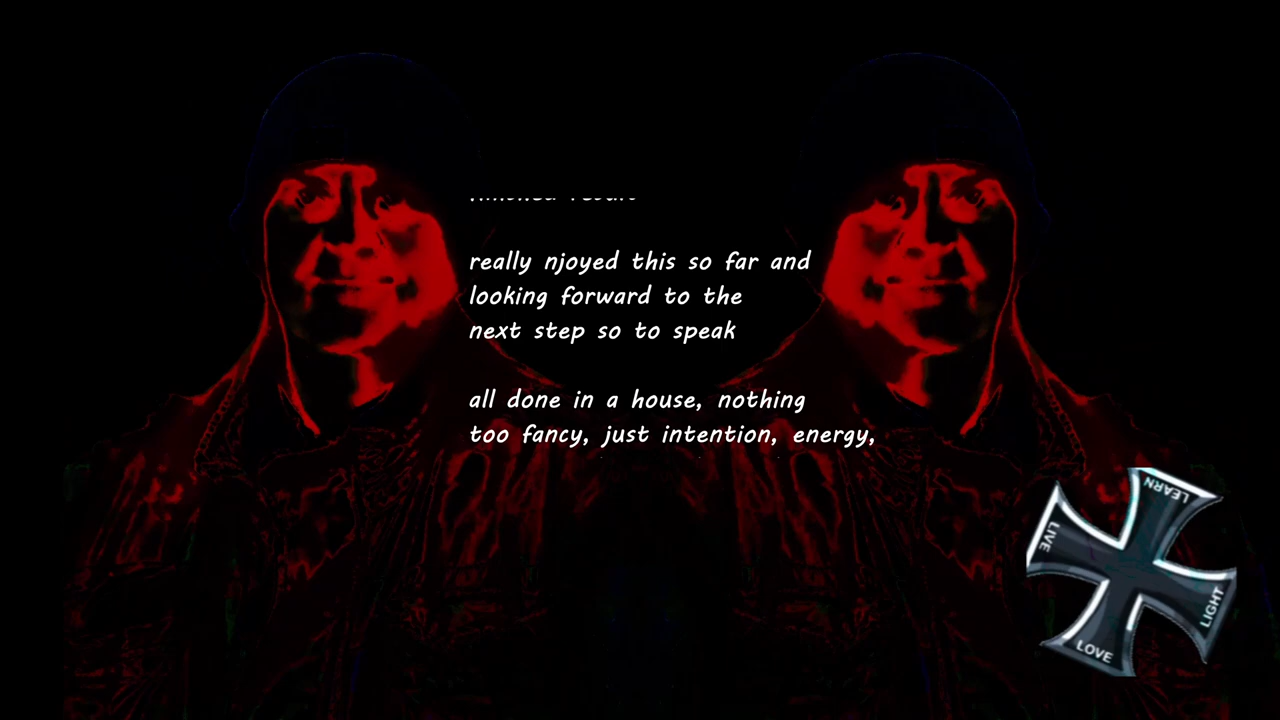 really njoyed this so far and
looking forward to the
next step so to speak
all done in a house, nothing
too fancy, just intention, energy,
LEARN
LIVE
LIGHT
LOVE